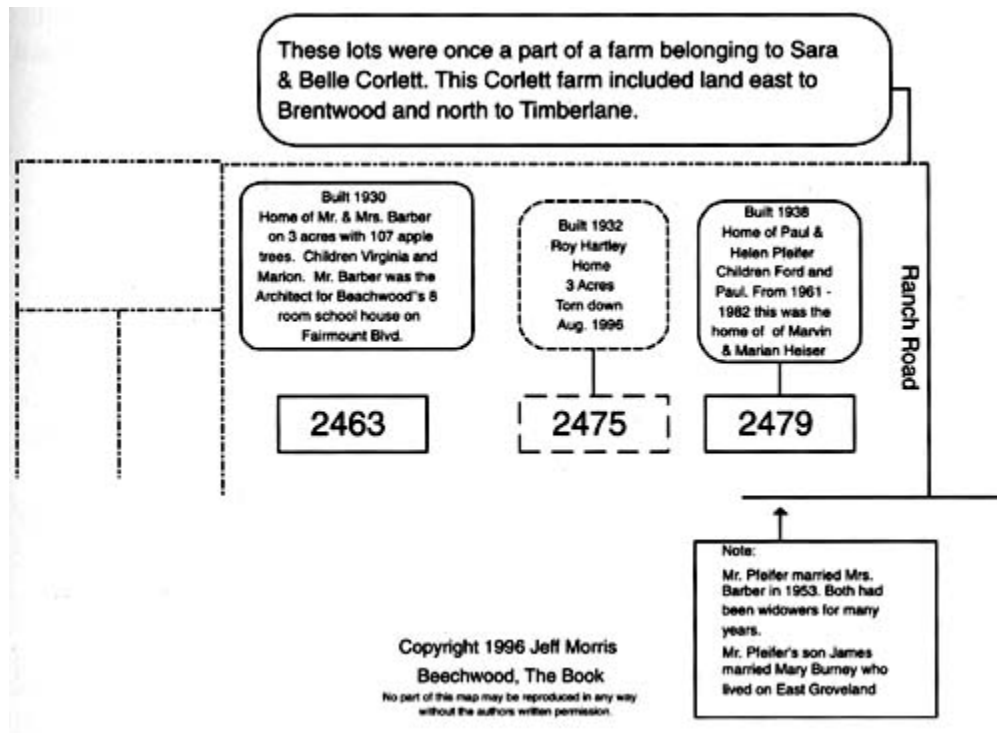 These lots were once a part of a farm belonging to Sara
& Belle Corlett. This Corlett farm included land east to
Brentwood and north to Timberlane.
Built 1930
Home of Mr. & Mrs. Barber
on 3 acres with 107 apple
trees. Children Virginia and
Marion. Mr. Barber was the
Architect for Beachwood"s 8
room school house on
Fairmount Blvd.
Built 1932
Roy Hartley
Home
3 Acres
Torn down
Aug. 1996
Built 1938
Home of Paul &
Helen Pfeifer
Children Ford and
Paul. From 1961 -
1982 this was the
home of of Marvin
& Marian Heiser
Ranch Road
2463
2475
2479
Note:
Mr. Pfeifer married Mrs.
Barber in 1953. Both had
been widowers for many
years.
Mr. Pfeifer's son James
married Mary Burney who
lived on East Groveland
Copyright 1996 Jeff Morris
Beechwood, The Book
No part of this map may be reproduced in any way
without the authors written permission.